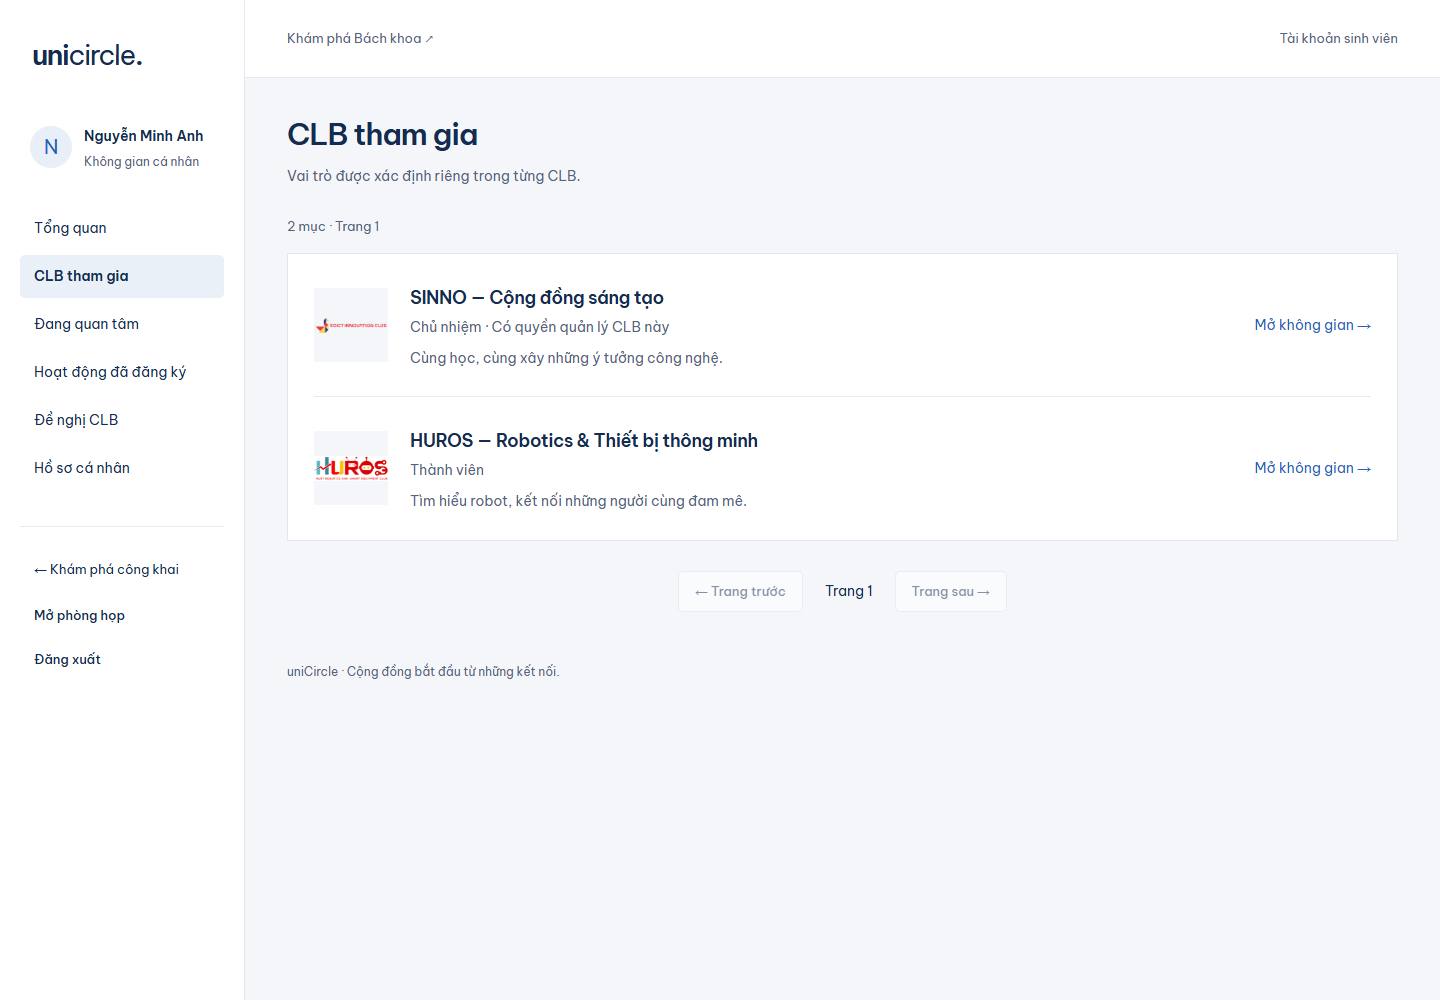 unicircle.
Khám phá Bách khoa ↗
Tài khoản sinh viên
N
Nguyễn Minh Anh
Không gian cá nhân
Tổng quan
CLB tham gia
Đang quan tâm
Hoạt động đã đăng ký
Đề nghị CLB
Hồ sơ cá nhân
← Khám phá công khai
Mở phòng họp
Đăng xuất
CLB tham gia
Vai trò được xác định riêng trong từng CLB.
2 mục · Trang 1
SINNO — Cộng đồng sáng tạo
Chủ nhiệm · Có quyền quản lý CLB này
Cùng học, cùng xây những ý tưởng công nghệ.
Mở không gian →
HUROS
HUROS — Robotics & Thiết bị thông minh
Thành viên
Tìm hiểu robot, kết nối những người cùng đam mê.
Mở không gian →
← Trang trước
Trang 1
Trang sau →
uniCircle · Cộng đồng bắt đầu từ những kết nối.